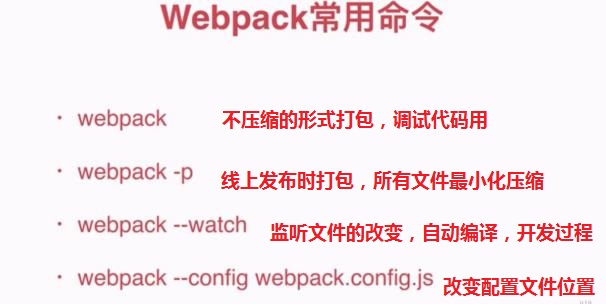 Webpack常用命令
· webpack 不压缩的形式打包，调试代码用
· webpack -p 线上发布时打包，所有文件最小化压缩
· webpack --watch 监听文件的改变，自动编译，开发过程
· webpack --config webpack.config.js 改变配置文件位置